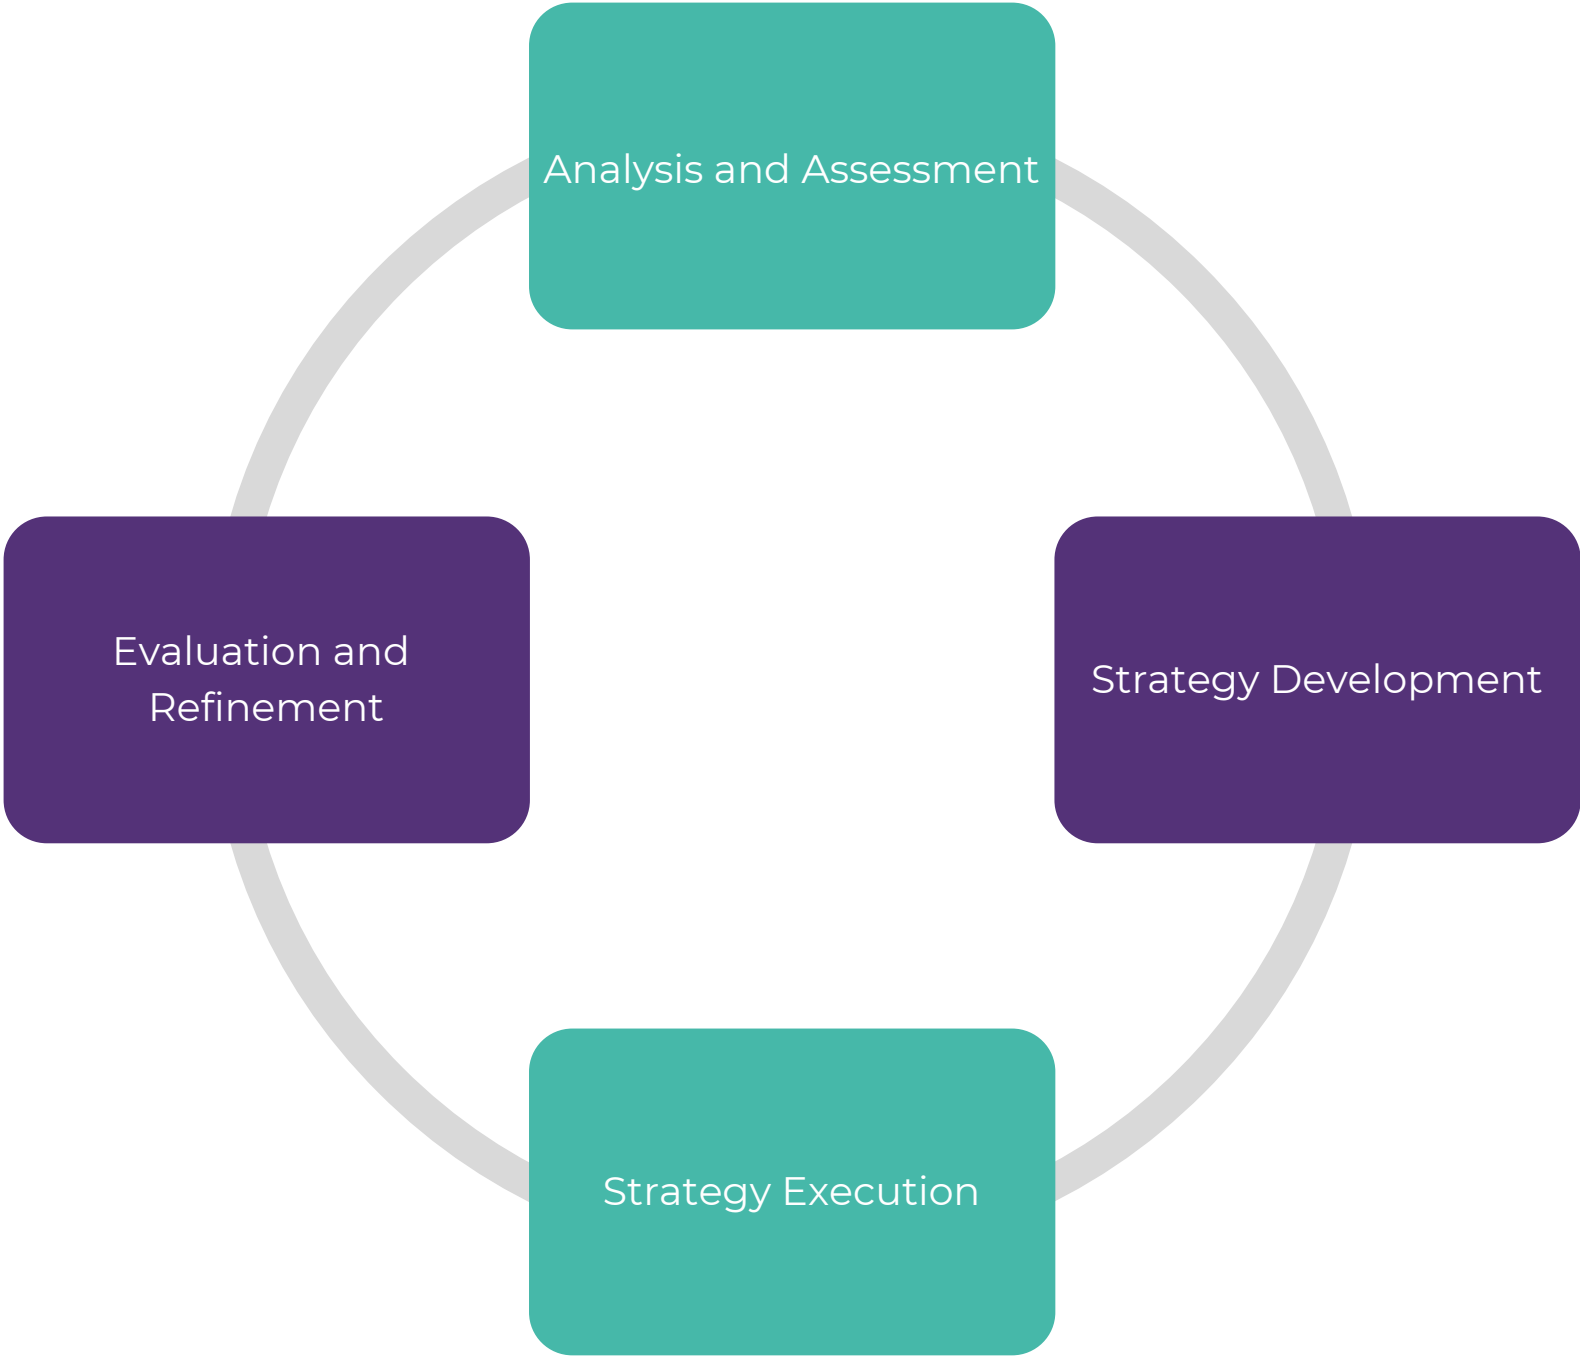 Analysis and Assessment
Strategy Development
Strategy Execution
Evaluation and
Refinement